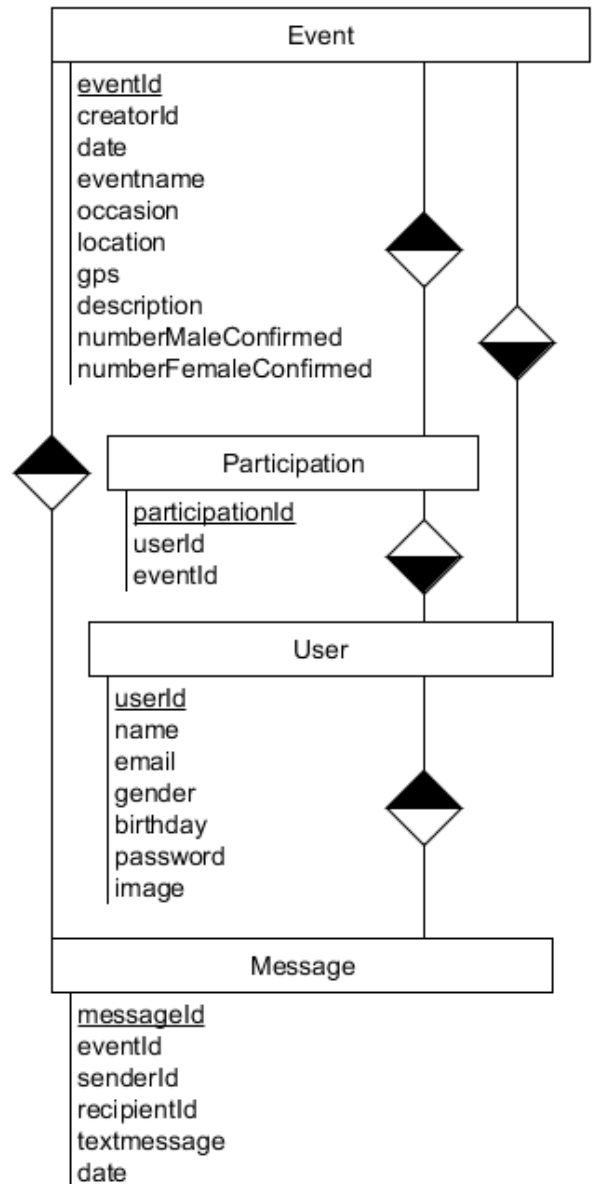 Event
eventId
creatorId
date
eventname
occasion
location
gps
description
numberMaleConfirmed
numberFemaleConfirmed
Participation
participationId
userId
eventId
User
userId
name
email
gender
birthday
password
image
Message
messageId
eventId
senderId
recipientId
textmessage
date